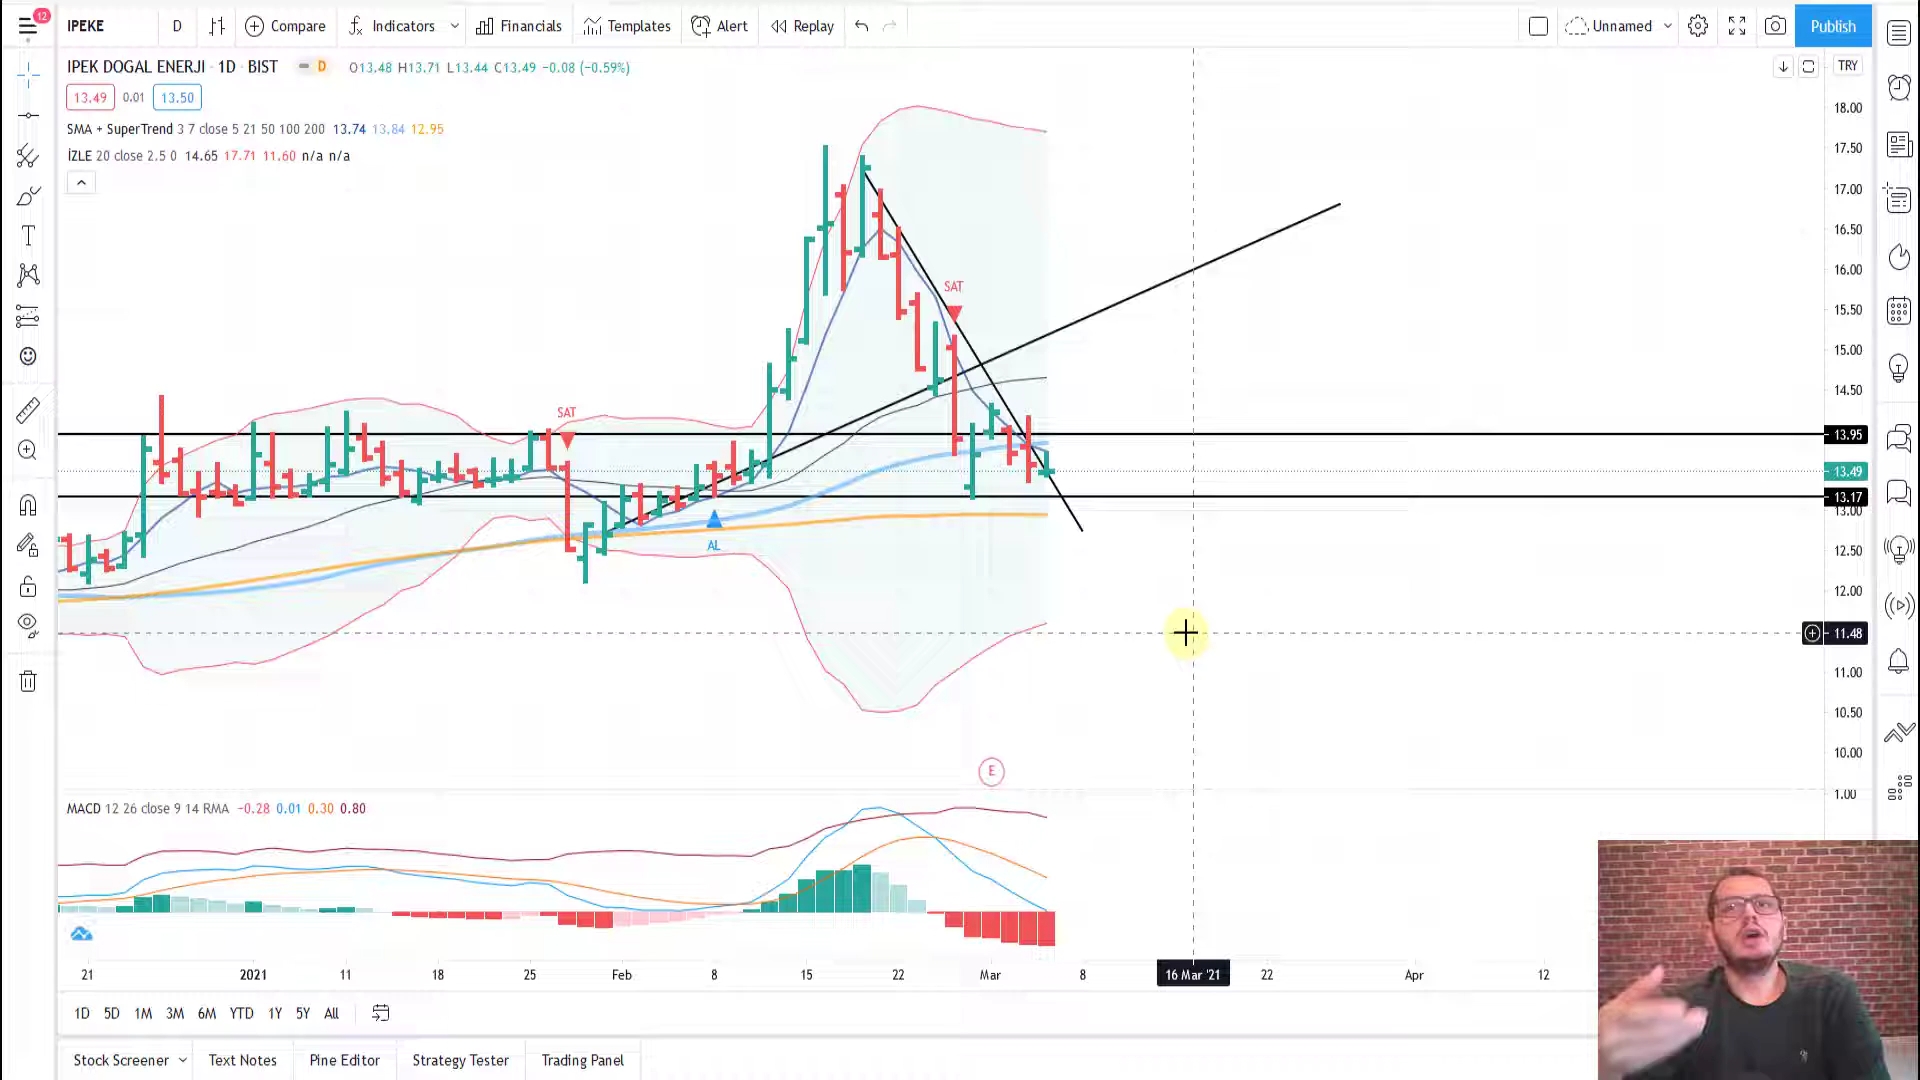 12
IPEKE D Compare Indicators Financials Templates Alert Replay Unnamed Publish
IPEK DOGAL ENERJI · 1D · BIST D O13.48 H13.71 L13.44 C13.49 −0.08 (−0.59%) TRY
13.49 0.01 13.50
SMA + SuperTrend 3 7 close 5 21 50 100 200 13.74 13.84 12.95
İZLE 20 close 2.5 0 14.65 17.71 11.60 n/a n/a
18.00
17.50
17.00
16.50
16.00
SAT
15.50
15.00
14.50
SAT
13.95
13.49
13.17
13.00
AL
12.50
12.00
11.48
11.00
10.50
10.00
E
1.00
MACD 12 26 close 9 14 RMA −0.28 0.01 0.30 0.80
21 2021 11 18 25 Feb 8 15 22 Mar 8 16 Mar '21 22 Apr 12
1D 5D 1M 3M 6M YTD 1Y 5Y All
Stock Screener Text Notes Pine Editor Strategy Tester Trading Panel